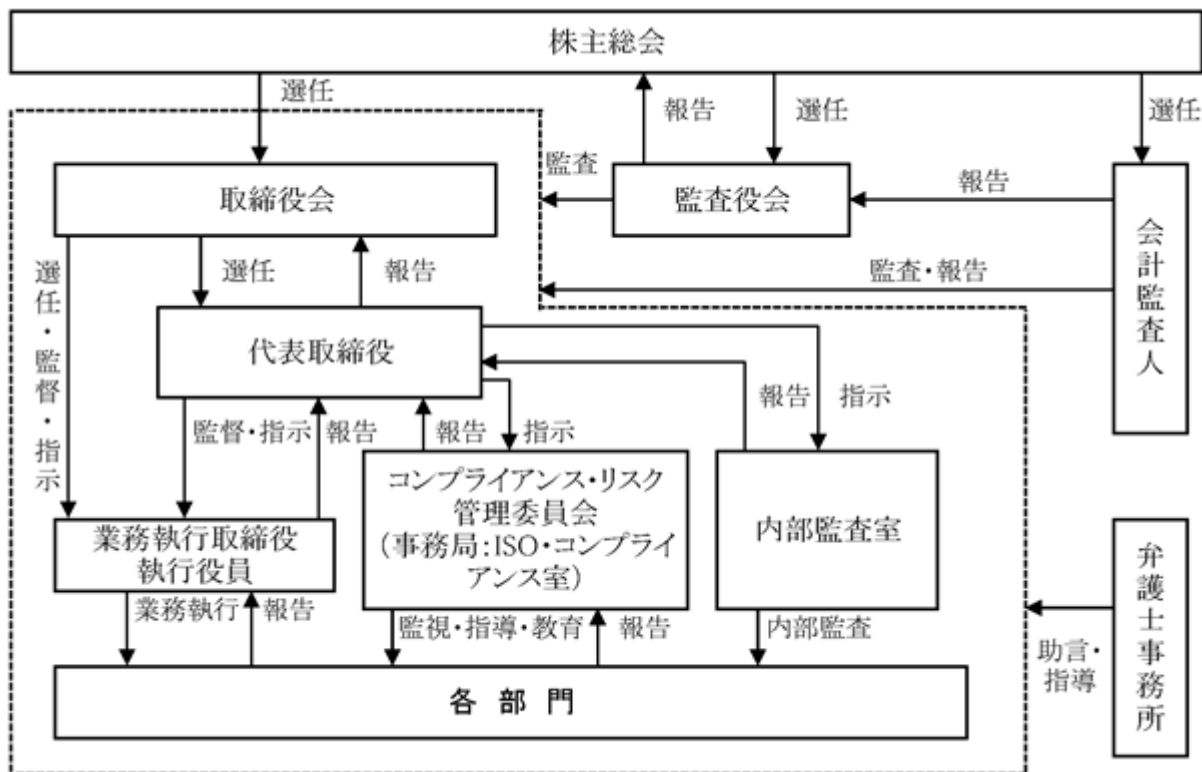 株主総会
選任
報告
選任
選任
取締役会
監査
監査役会
報告
会計監査人
選任
報告
監査・報告
選任・監督・指示
代表取締役
報告
指示
監督・指示
報告
報告
指示
コンプライアンス・リスク
管理委員会
（事務局：ISO・コンプライ
アンス室）
内部監査室
業務執行取締役
執行役員
弁護士事務所
業務執行
報告
監視・指導・教育
報告
内部監査
助言・
指導
各部門